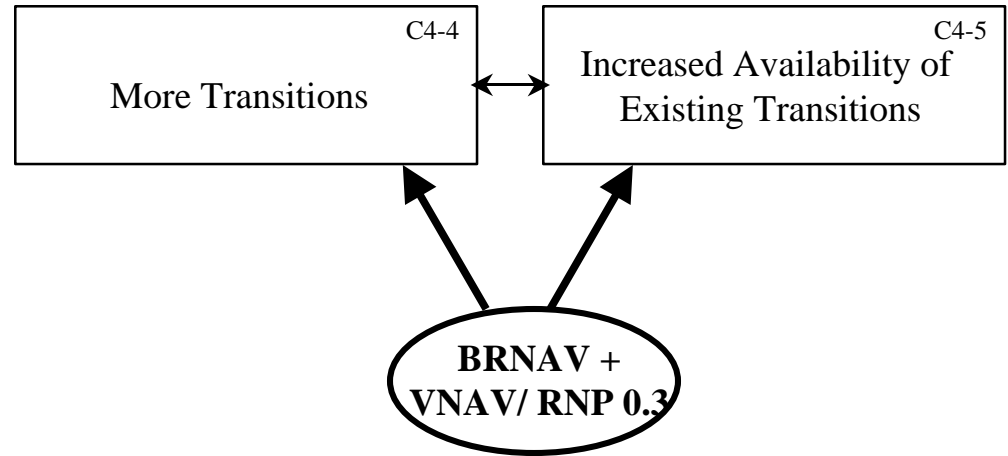 C4-4
More Transitions
C4-5
Increased Availability of
Existing Transitions
BRNAV +
VNAV/ RNP 0.3